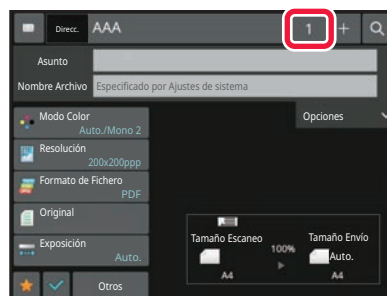 Direcc. AAA 1 +
Asunto
Nombre Archivo Especificado por Ajustes de sistema
Modo Color
Auto./Mono 2
Opciones
Resolución
200x200ppp
Formato de Fichero
PDF
Original
Exposición
Auto.
Tamaño Escaneo 100% Tamaño Envío
Auto.
A4 A4
Otros